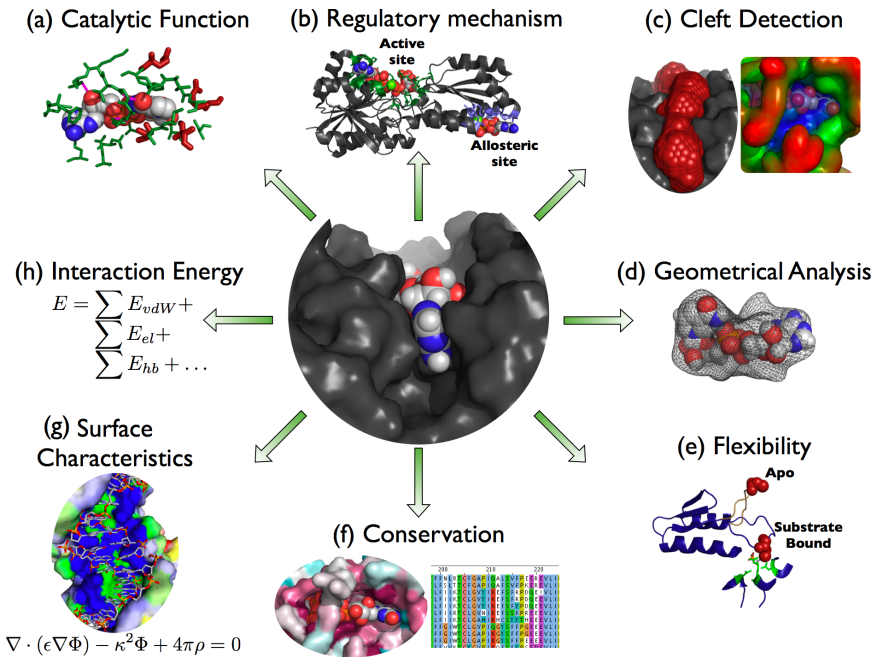 (a) Catalytic Function
(b) Regulatory mechanism
Active
site
Allosteric
site
(c) Cleft Detection
(h) Interaction Energy
E = ∑ E_vdW +
∑ E_el +
∑ E_hb + ...
(d) Geometrical Analysis
(g) Surface
Characteristics
∇ · (ϵ∇Φ) − κ²Φ + 4πρ = 0
(f) Conservation
200 210 220
(e) Flexibility
Apo
Substrate
Bound